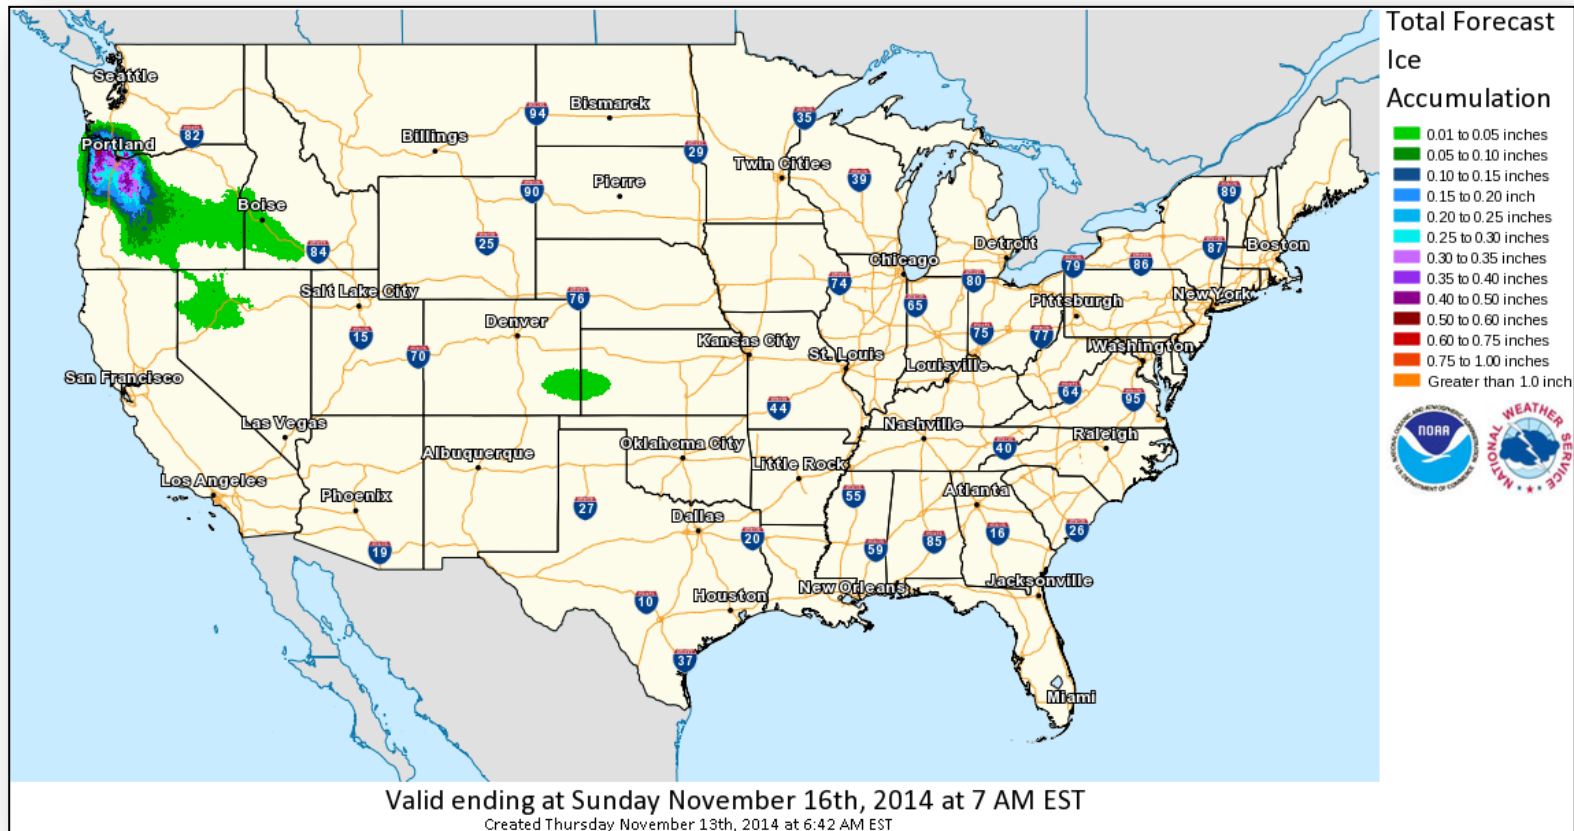 Total Forecast
Ice
Accumulation
0.01 to 0.05 inches
0.05 to 0.10 inches
0.10 to 0.15 inches
0.15 to 0.20 inch
0.20 to 0.25 inches
0.25 to 0.30 inches
0.30 to 0.35 inches
0.35 to 0.40 inches
0.40 to 0.50 inches
0.50 to 0.60 inches
0.60 to 0.75 inches
0.75 to 1.00 inches
Greater than 1.0 inch
NATIONAL OCEANIC AND ATMOSPHERIC ADMINISTRATION
NOAA
U.S. DEPARTMENT OF COMMERCE
NATIONAL WEATHER SERVICE
Seattle
Portland
82
Boise
84
Billings
94
Bismarck
90
Pierre
29
Twin Cities
35
39
25
Salt Lake City
15
Denver
76
70
San Francisco
Las Vegas
Los Angeles
Phoenix
19
Albuquerque
Oklahoma City
27
Dallas
20
10
Houston
37
Kansas City
44
St. Louis
Little Rock
55
New Orleans
59
85
Nashville
40
Atlanta
16
26
Jacksonville
Miami
Raleigh
95
64
Louisville
65
74
Chicago
80
Detroit
75
77
Pittsburgh
79
86
Washington
New York
87
89
Boston
Valid ending at Sunday November 16th, 2014 at 7 AM EST
Created Thursday November 13th, 2014 at 6:42 AM EST